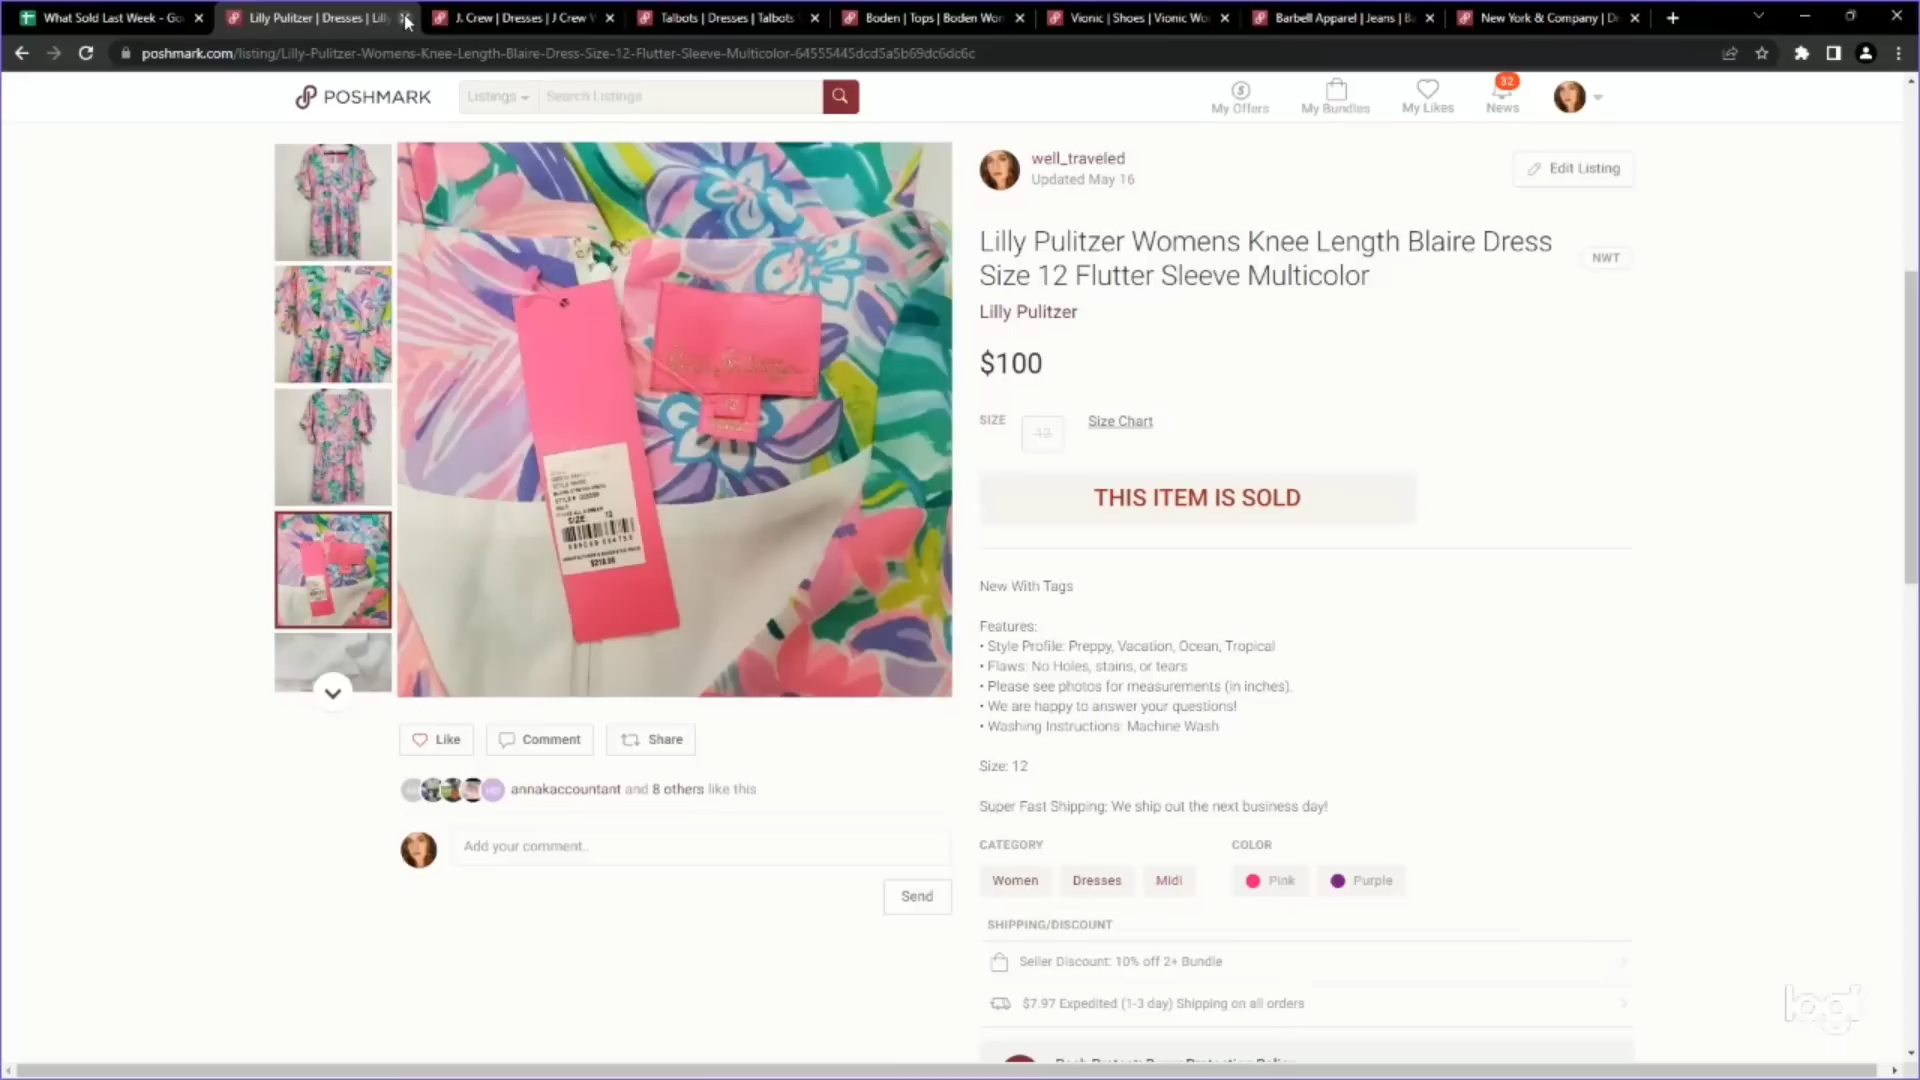 What Sold Last Week - Go
Lilly Pulitzer | Dresses | Lilly
J. Crew | Dresses | J Crew
Talbots | Dresses | Talbots
Boden | Tops | Boden Wom
Vionic | Shoes | Vionic Wo
Barbell Apparel | Jeans | B
New York & Company | D
poshmark.com/listing/Lilly-Pulitzer-Womens-Knee-Length-Blaire-Dress-Size-12-Flutter-Sleeve-Multicolor-64555445dcd5a5b69dc6dc6c
POSHMARK
Listings
Search Listings
My Offers
My Bundles
My Likes
32
News
well_traveled
Updated May 16
Edit Listing
Lilly Pulitzer Womens Knee Length Blaire Dress
Size 12 Flutter Sleeve Multicolor
NWT
Lilly Pulitzer
$100
SIZE
12
Size Chart
THIS ITEM IS SOLD
New With Tags
Features:
• Style Profile: Preppy, Vacation, Ocean, Tropical
• Flaws: No Holes, stains, or tears
• Please see photos for measurements (in inches).
• We are happy to answer your questions!
• Washing Instructions: Machine Wash
Size: 12
Super Fast Shipping: We ship out the next business day!
CATEGORY
COLOR
Women
Dresses
Midi
Pink
Purple
SHIPPING/DISCOUNT
Seller Discount: 10% off 2+ Bundle
$7.97 Expedited (1-3 day) Shipping on all orders
SIZE 12
Like
Comment
Share
annakaccountant and 8 others like this
Add your comment..
Send
logi